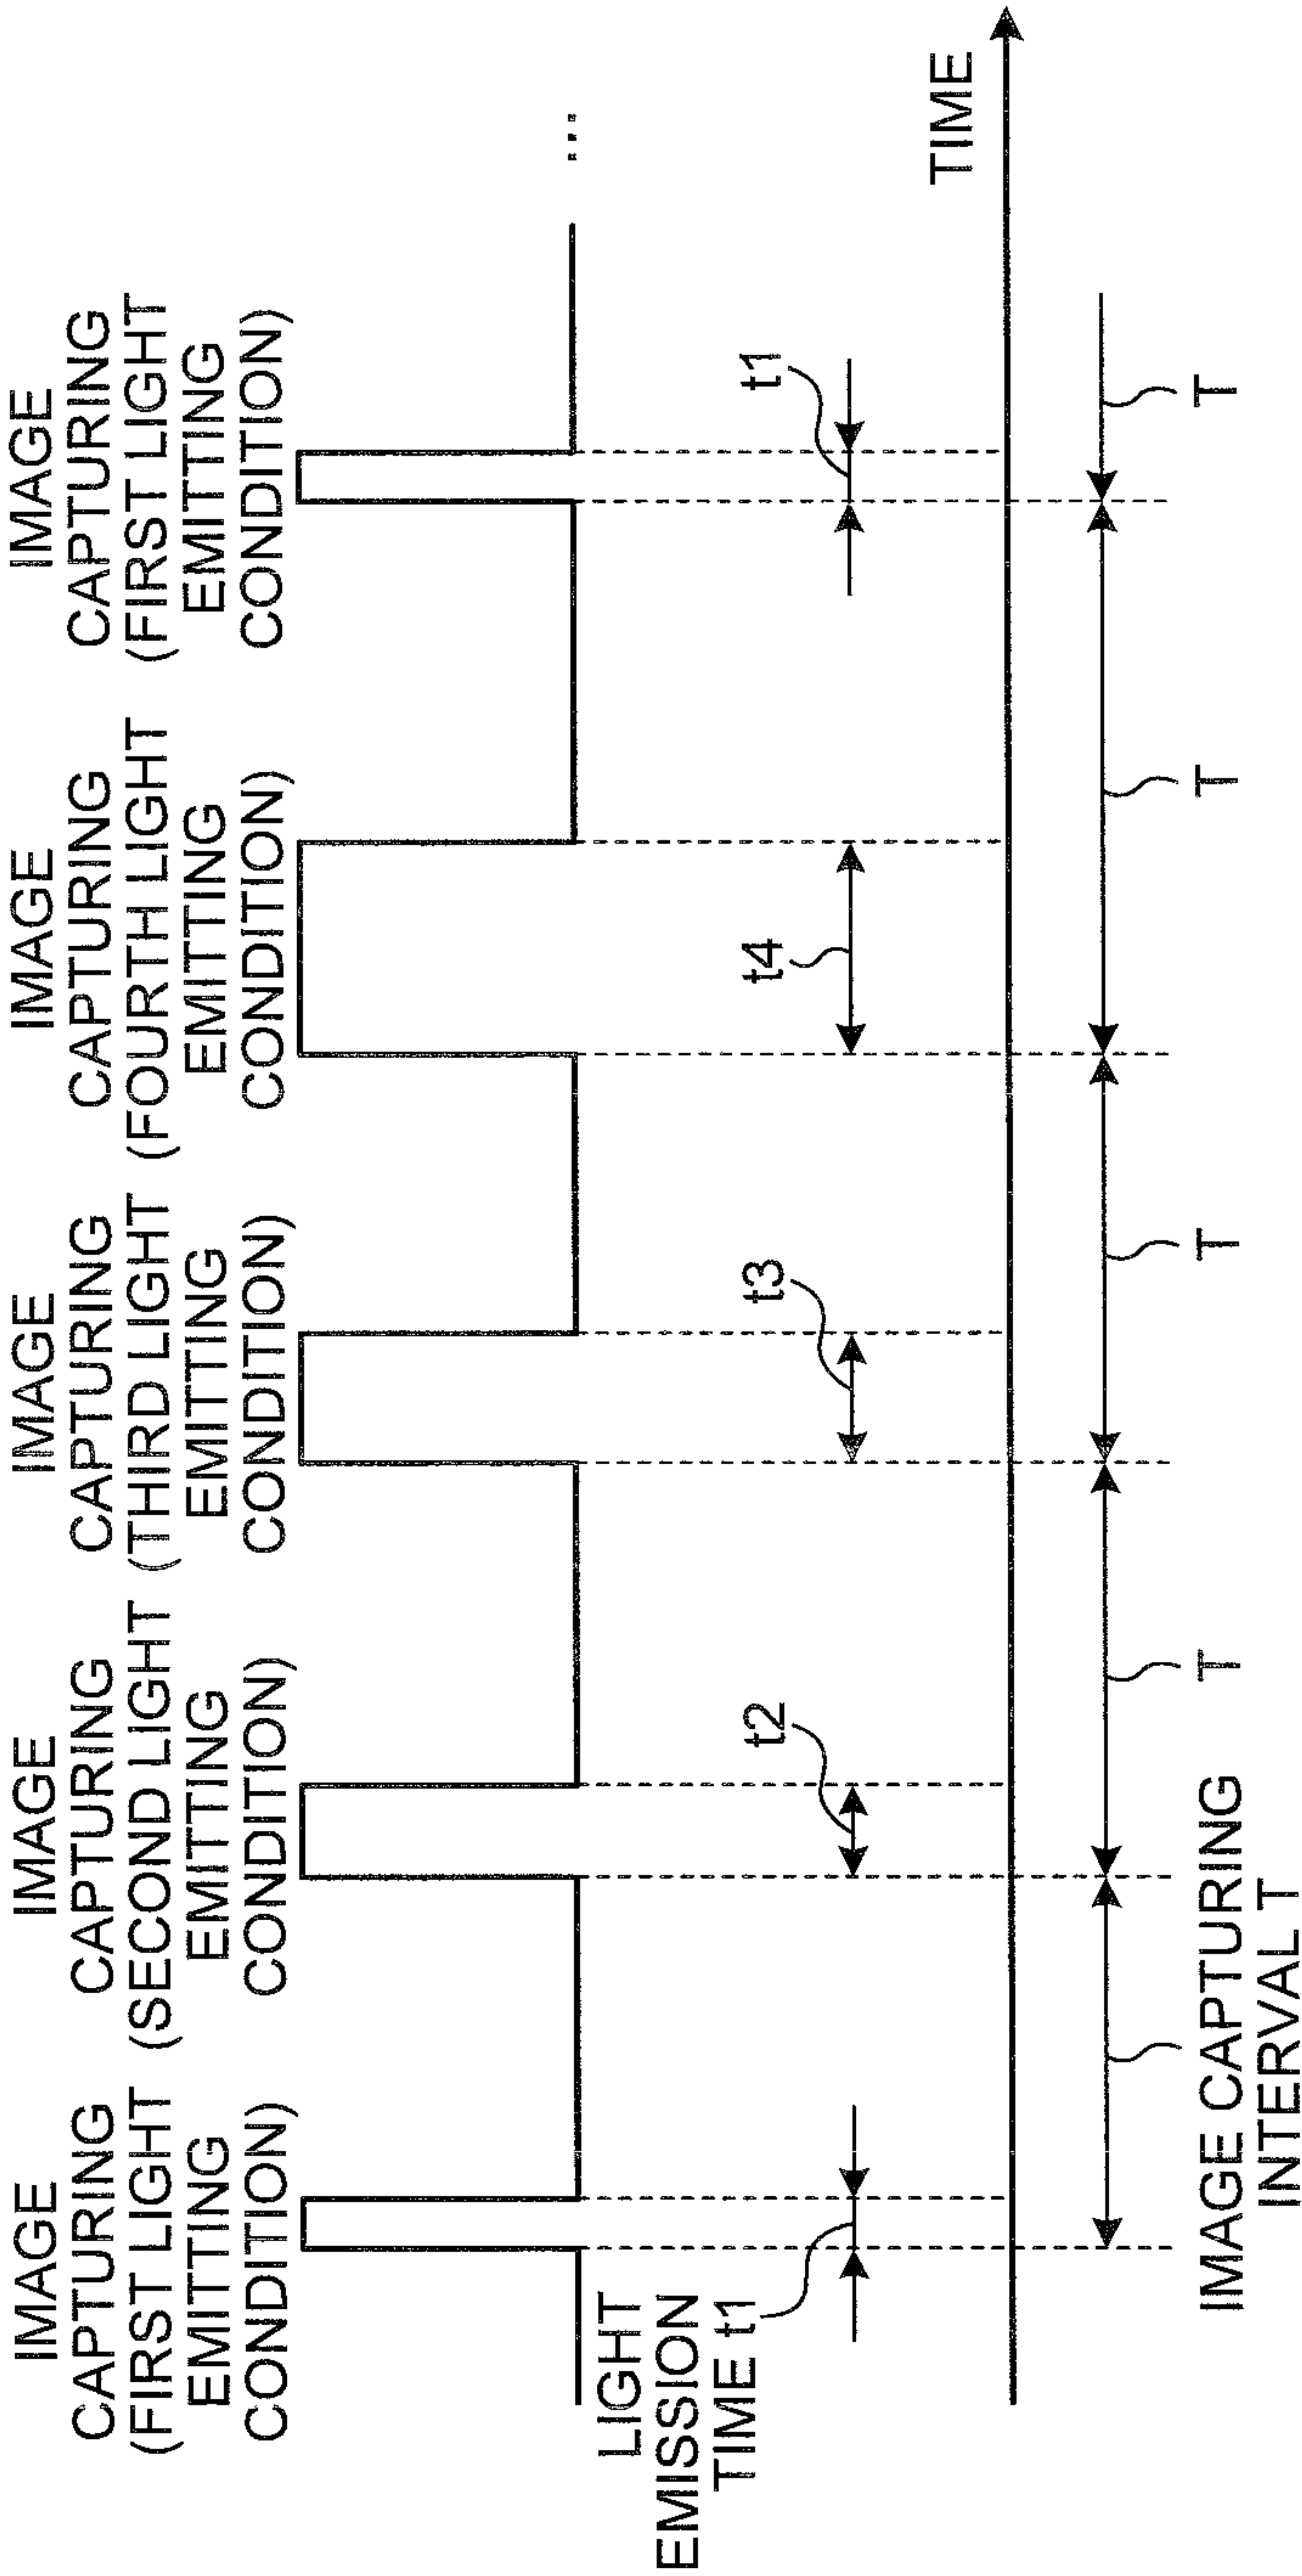 IMAGE
CAPTURING
(FIRST LIGHT
EMITTING
CONDITION)
IMAGE
CAPTURING
(SECOND LIGHT
EMITTING
CONDITION)
IMAGE
CAPTURING
(THIRD LIGHT
EMITTING
CONDITION)
IMAGE
CAPTURING
(FOURTH LIGHT
EMITTING
CONDITION)
IMAGE
CAPTURING
(FIRST LIGHT
EMITTING
CONDITION)
...
LIGHT
EMISSION
TIME t1
t2
t3
t4
t1
TIME
IMAGE CAPTURING
INTERVAL T
T
T
T
T